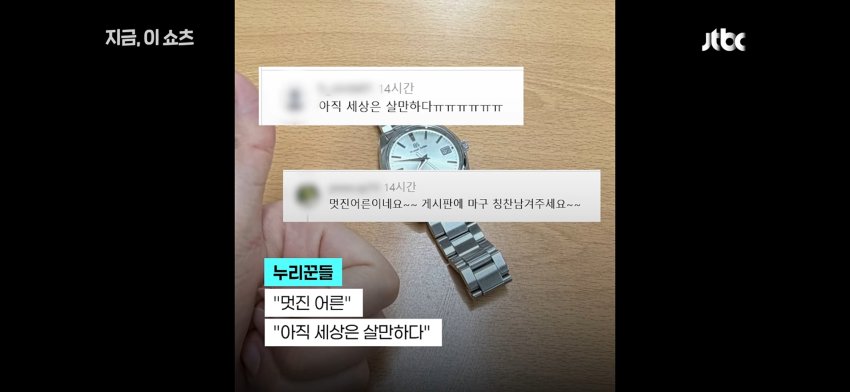 지금, 이 쇼츠
jtbc
14시간
아직 세상은 살만하다ㅠㅠㅠㅠㅠㅠ
14시간
멋진어른이네요~~ 게시판에 마구 칭찬남겨주세요~~
누리꾼들
"멋진 어른"
"아직 세상은 살만하다"